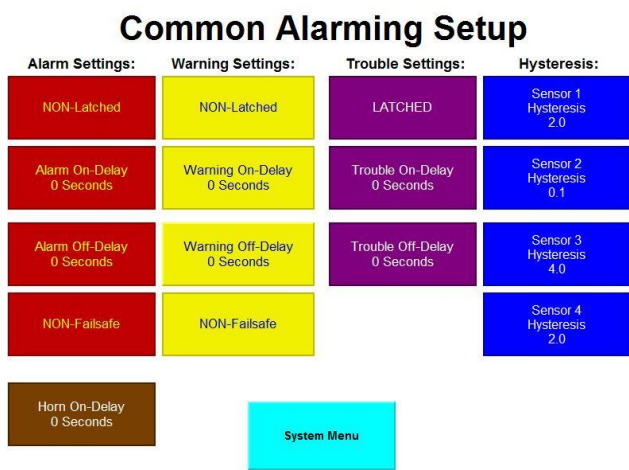 Common Alarming Setup
Alarm Settings:
Warning Settings:
Trouble Settings:
Hysteresis:
NON-Latched
NON-Latched
LATCHED
Sensor 1
Hysteresis
2.0
Alarm On-Delay
0 Seconds
Warning On-Delay
0 Seconds
Trouble On-Delay
0 Seconds
Sensor 2
Hysteresis
0.1
Alarm Off-Delay
0 Seconds
Warning Off-Delay
0 Seconds
Trouble Off-Delay
0 Seconds
Sensor 3
Hysteresis
4.0
NON-Failsafe
NON-Failsafe
Sensor 4
Hysteresis
2.0
Horn On-Delay
0 Seconds
System Menu